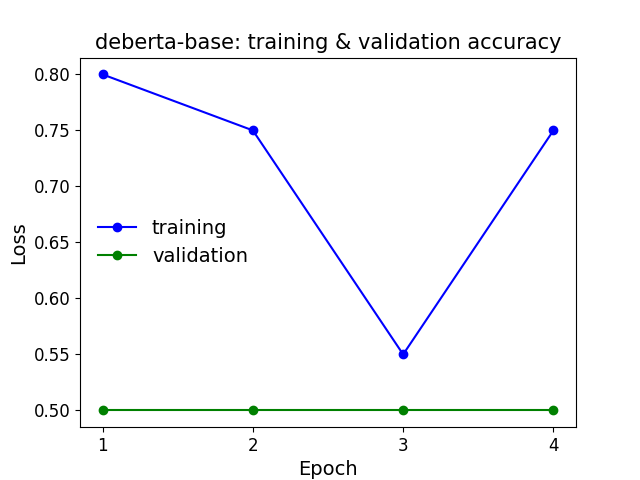 deberta-base: training & validation accuracy
0.80
0.75
0.70
0.65
0.60
0.55
0.50
Loss
training
validation
1 2 3 4
Epoch